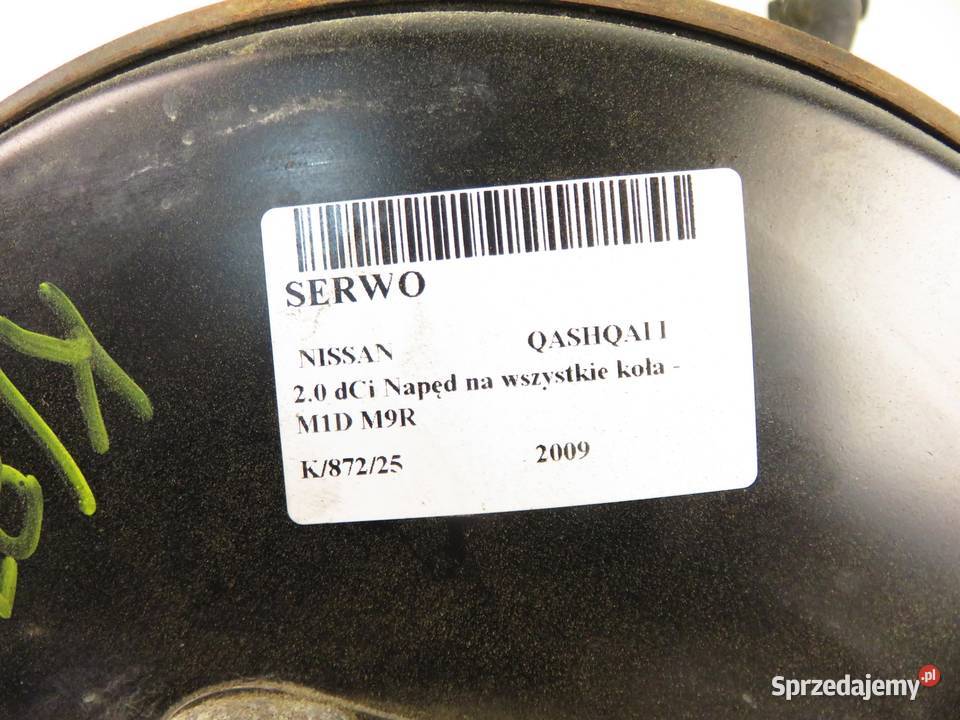 SERWO
NISSAN QASHQAI I
2.0 dCi Napęd na wszystkie koła -
M1D M9R
K/872/25 2009
Sprzedajemy.pl